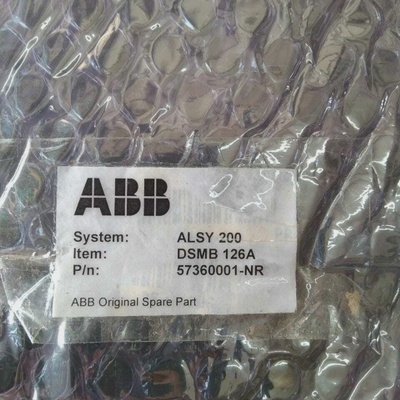 ABB
System: ALSY 200
Item: DSMB 126A
P/n: 57360001-NR
ABB Original Spare Part